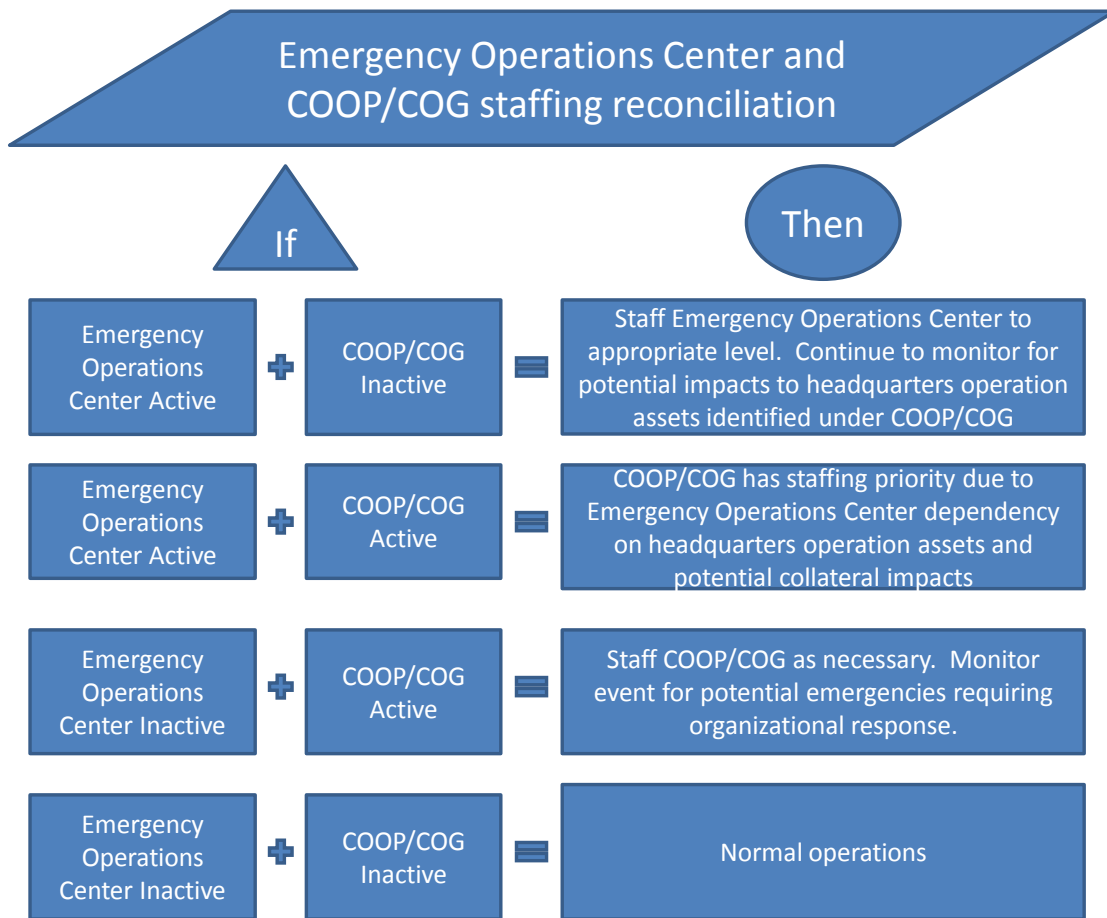 Emergency Operations Center and
COOP/COG staffing reconciliation
If
Then
Emergency
Operations
Center Active
COOP/COG
Inactive
Staff Emergency Operations Center to
appropriate level.  Continue to monitor for
potential impacts to headquarters operation
assets identified under COOP/COG
Emergency
Operations
Center Active
COOP/COG
Active
COOP/COG has staffing priority due to
Emergency Operations Center dependency
on headquarters operation assets and
potential collateral impacts
Emergency
Operations
Center Inactive
COOP/COG
Active
Staff COOP/COG as necessary.  Monitor
event for potential emergencies requiring
organizational response.
Emergency
Operations
Center Inactive
COOP/COG
Inactive
Normal operations